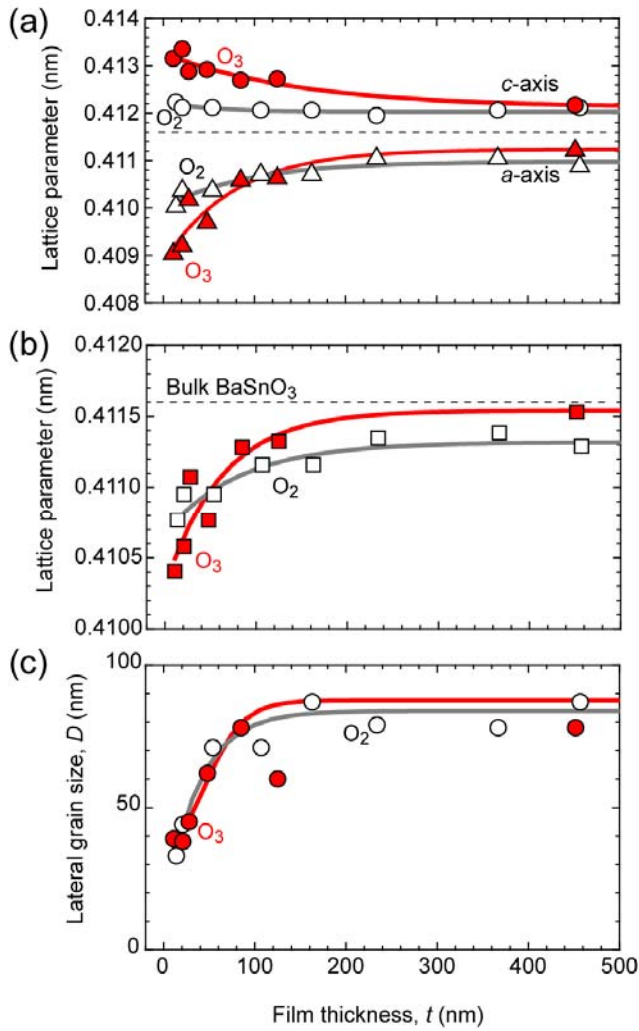 (a)
0.414
0.413
0.412
0.411
0.410
0.409
0.408
Lattice parameter (nm)
O3
c-axis
O2
O2
a-axis
O3
(b)
0.4120
0.4115
0.4110
0.4105
0.4100
Lattice parameter (nm)
Bulk BaSnO3
O2
O3
(c)
100
50
0
Lateral grain size, D (nm)
O2
O3
0 100 200 300 400 500
Film thickness, t (nm)